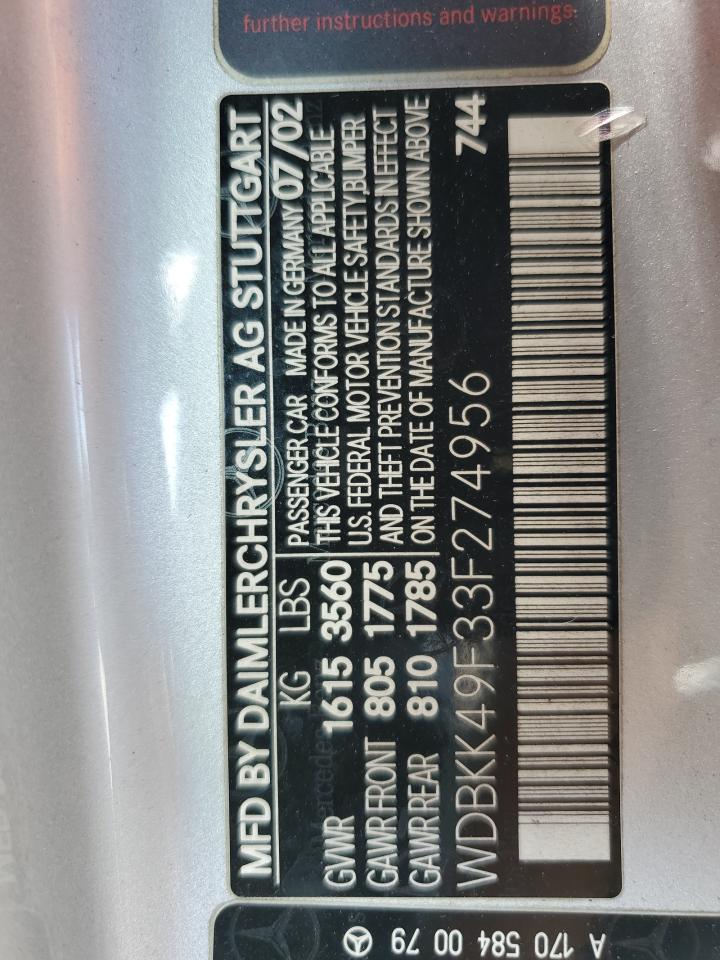 further instructions and warnings.
MFD BY DAIMLERCHRYSLER AG STUTTGART
KG LBS
GVWR 1615 3560
GAWR FRONT 805 1775
GAWR REAR 810 1785
PASSENGER CAR MADE IN GERMANY 07/02
THIS VEHICLE CONFORMS TO ALL APPLICABLE
U.S. FEDERAL MOTOR VEHICLE SAFETY,BUMPER
AND THEFT PREVENTION STANDARDS IN EFFECT
ON THE DATE OF MANUFACTURE SHOWN ABOVE
WDBKK49F33F274956 744
A 170 584 00 79